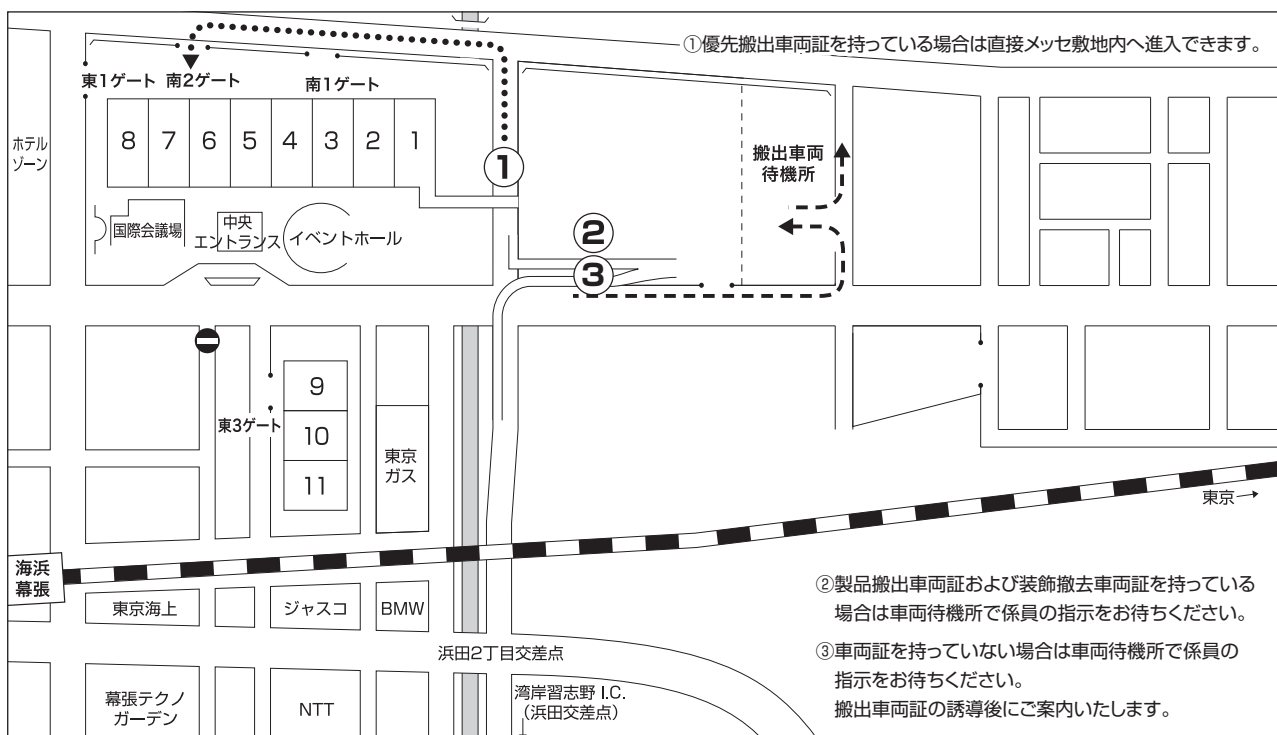 ①優先搬出車両証を持っている場合は直接メッセ敷地内へ進入できます。
東1ゲート 南2ゲート
南1ゲート
ホテル
ゾーン
8 7 6 5 4 3 2 1
①
搬出車両
待機所
国際会議場
中央
エントランス
イベントホール
②
③
9
東3ゲート
10
11
東京
ガス
東京→
海浜
幕張
東京海上
ジャスコ
BMW
②製品搬出車両証および装飾撤去車両証を持っている
場合は車両待機所で係員の指示をお待ちください。
浜田2丁目交差点
③車両証を持っていない場合は車両待機所で係員の
指示をお待ちください。
搬出車両証の誘導後にご案内いたします。
幕張テクノ
ガーデン
NTT
湾岸習志野 I.C.
(浜田交差点)